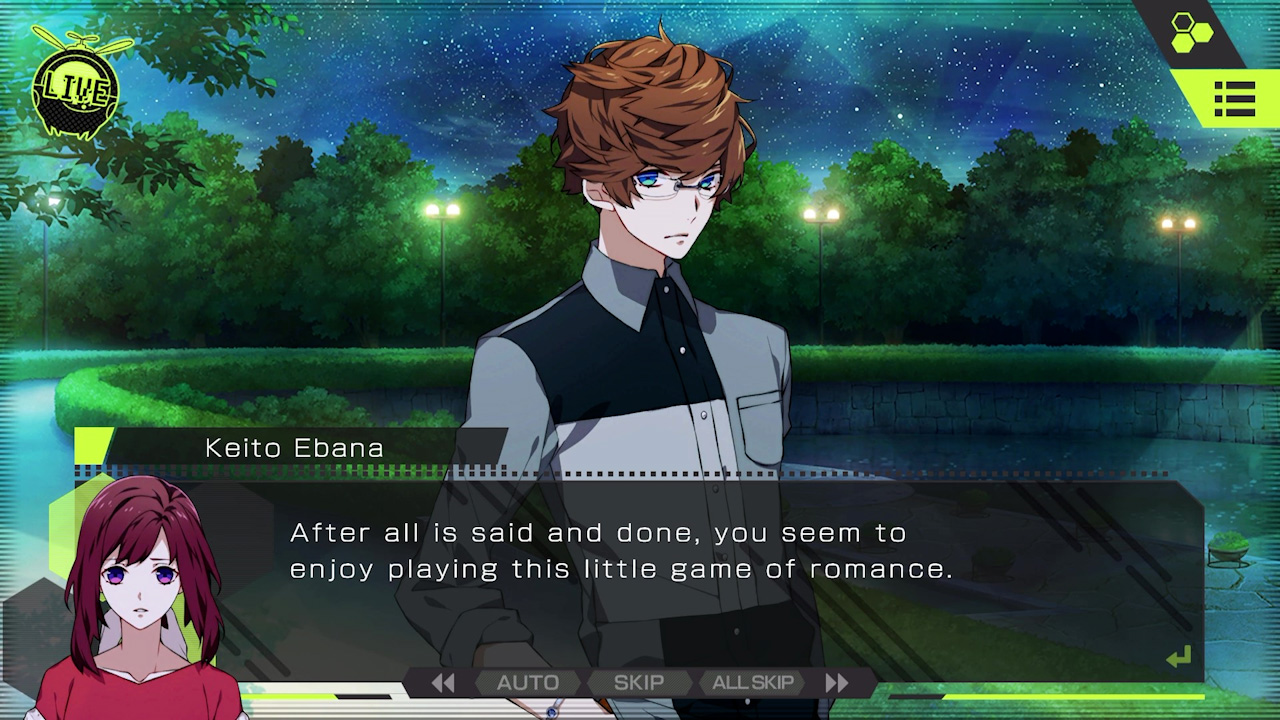 LIVE
Keito Ebana
After all is said and done, you seem to
enjoy playing this little game of romance.
AUTO SKIP ALL SKIP